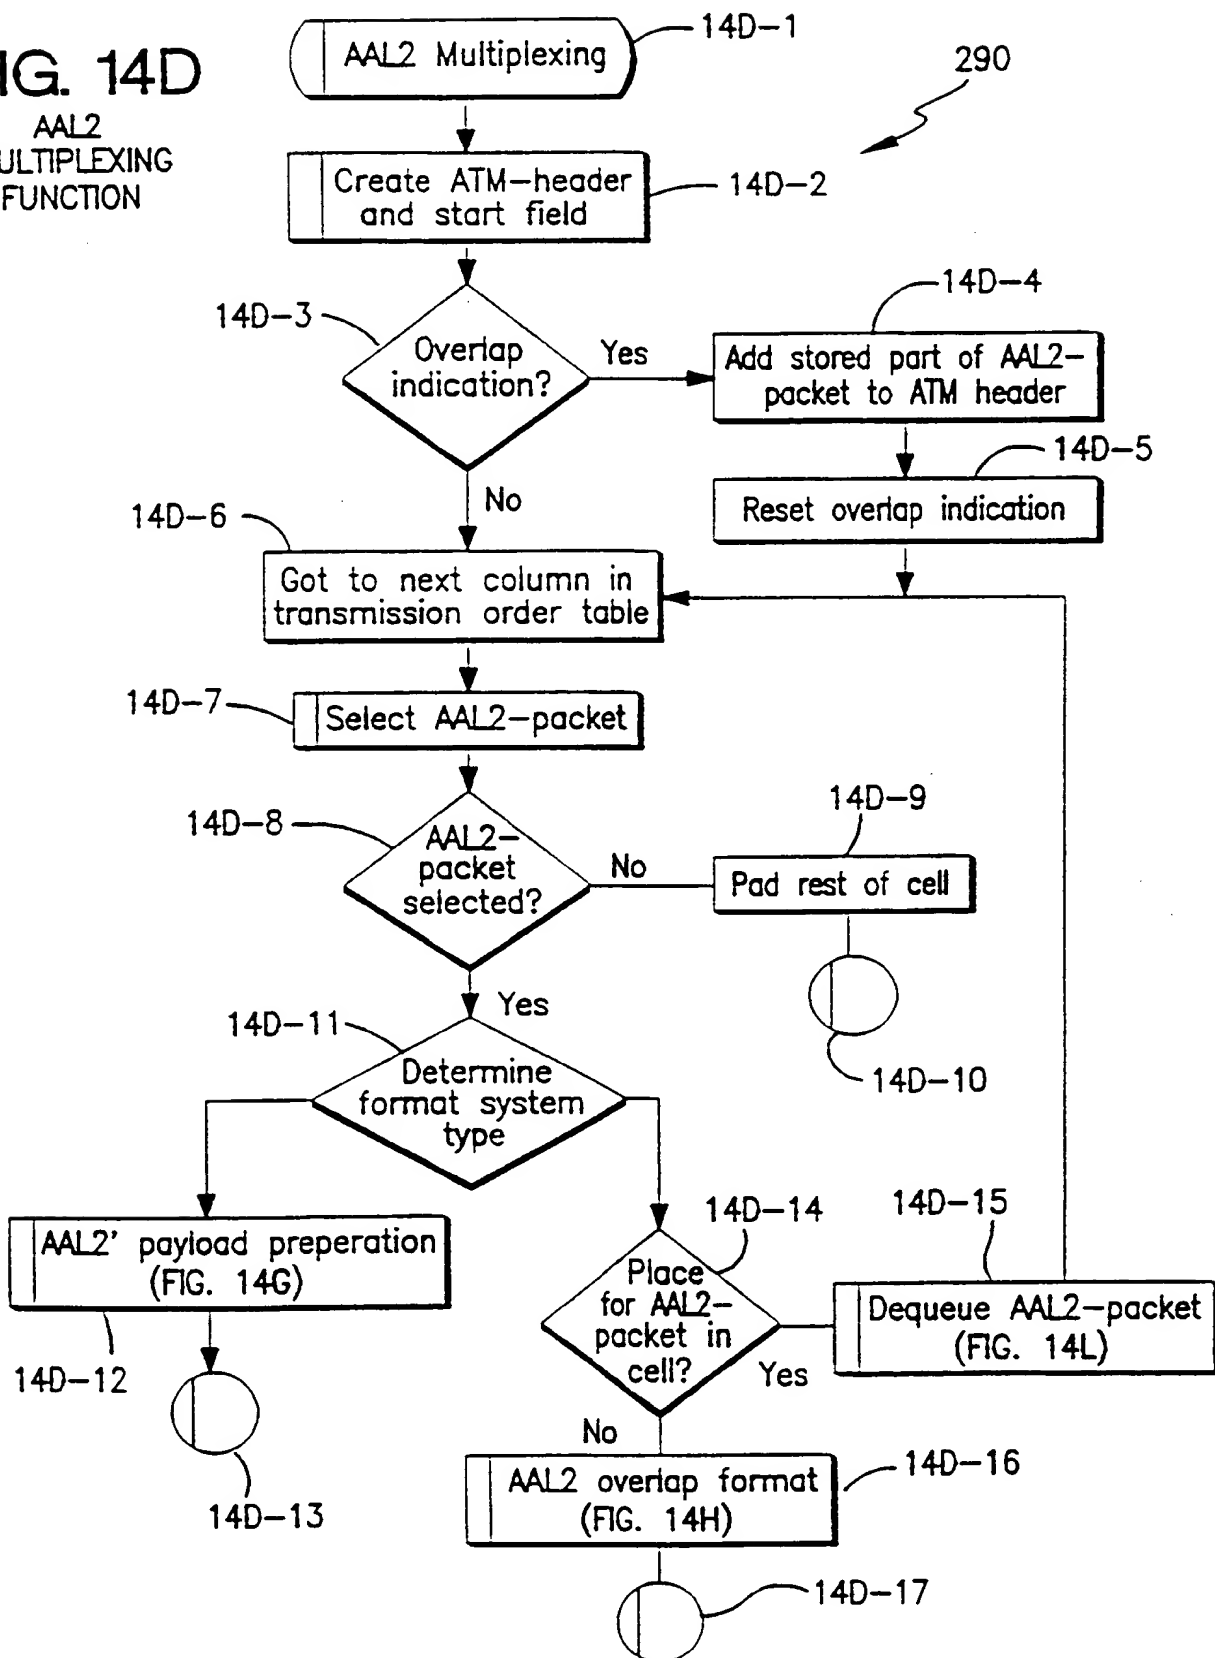 IG. 14D
AAL2
ULTIPLEXING
FUNCTION
AAL2 Multiplexing
14D-1
290
Create ATM-header
and start field
14D-2
14D-3
Overlap
indication?
Yes
No
14D-4
Add stored part of AAL2-
packet to ATM header
14D-5
Reset overlap indication
14D-6
Got to next column in
transmission order table
14D-7
Select AAL2-packet
14D-8
AAL2-
packet
selected?
No
Yes
14D-9
Pad rest of cell
14D-10
14D-11
Determine
format system
type
AAL2' payload preperation
(FIG. 14G)
14D-12
14D-13
14D-14
Place
for AAL2-
packet in
cell?
Yes
No
14D-15
Dequeue AAL2-packet
(FIG. 14L)
AAL2 overlap format
(FIG. 14H)
14D-16
14D-17